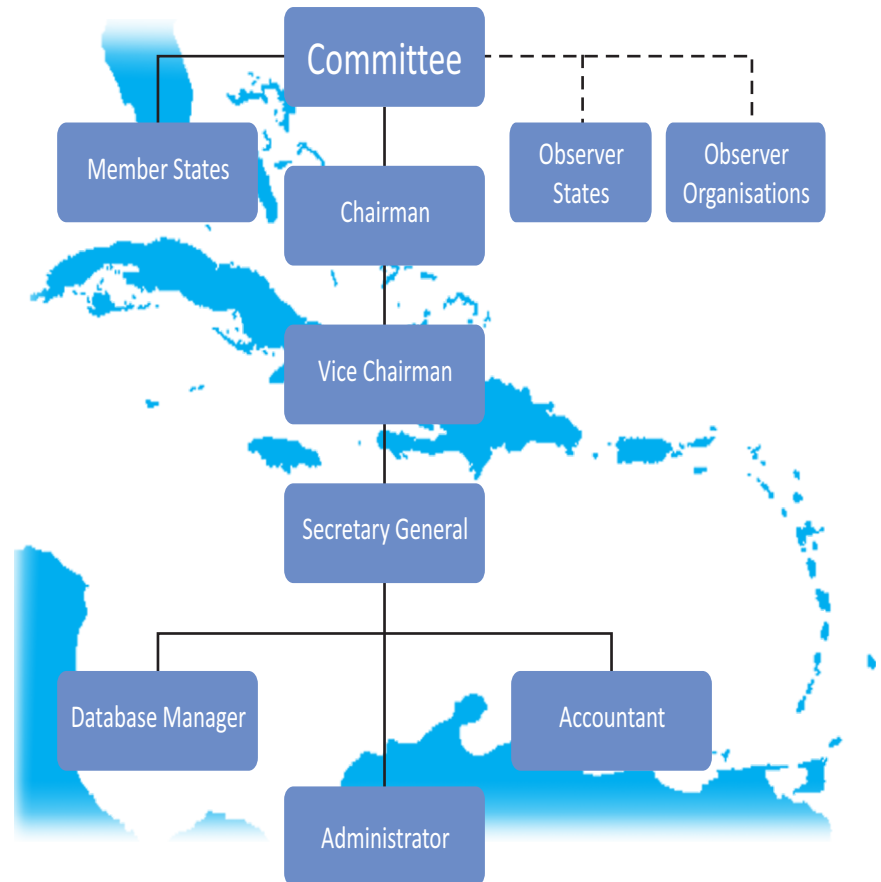 Committee
Member States
Observer
States
Observer
Organisations
Chairman
Vice Chairman
Secretary General
Database Manager
Accountant
Administrator